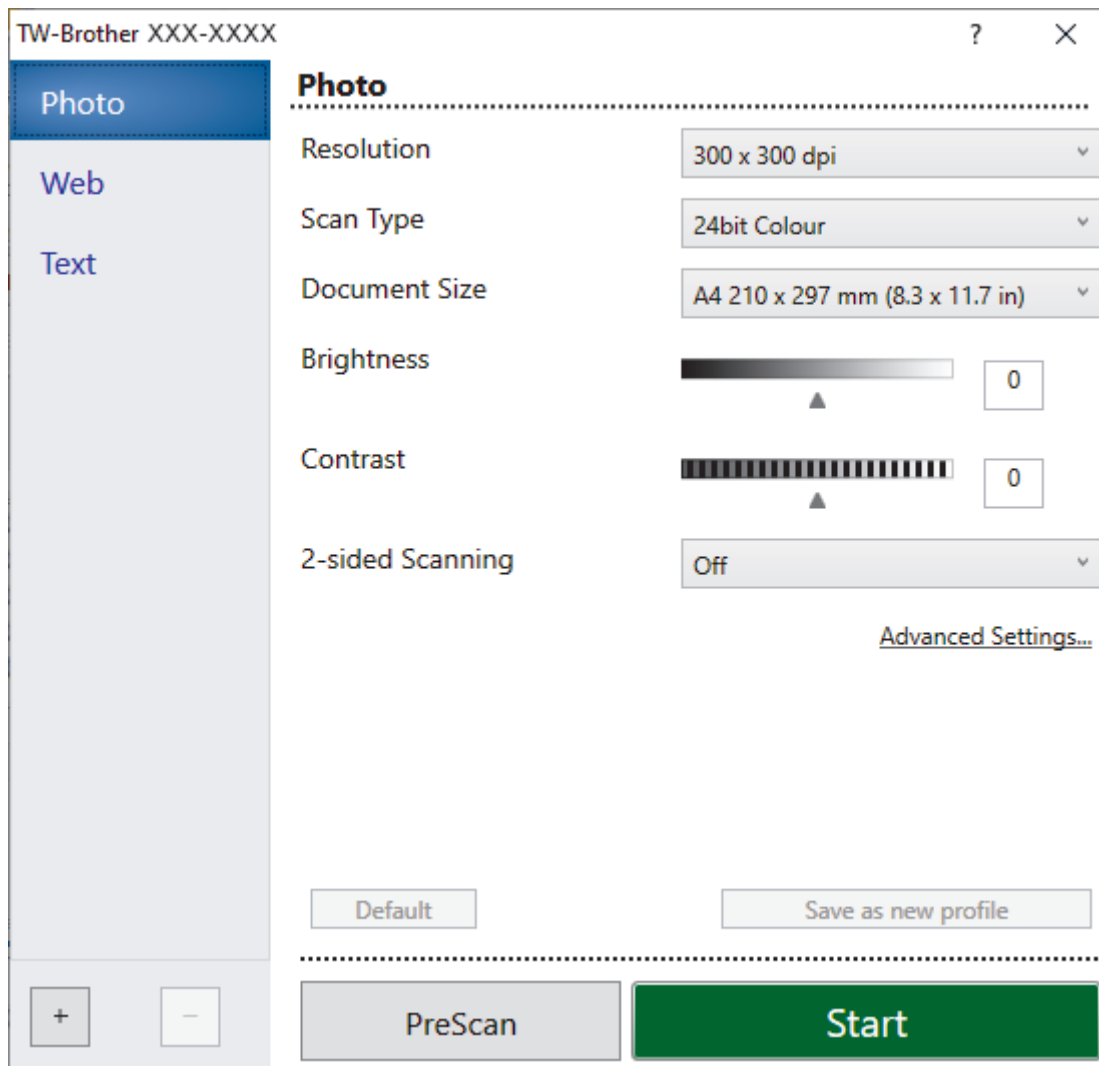 TW-Brother XXX-XXXX
?
Photo
Web
Text
+
−
Photo
Resolution
300 x 300 dpi
Scan Type
24bit Colour
Document Size
A4 210 x 297 mm (8.3 x 11.7 in)
Brightness
0
Contrast
0
2-sided Scanning
Off
Advanced Settings...
Default
Save as new profile
PreScan
Start